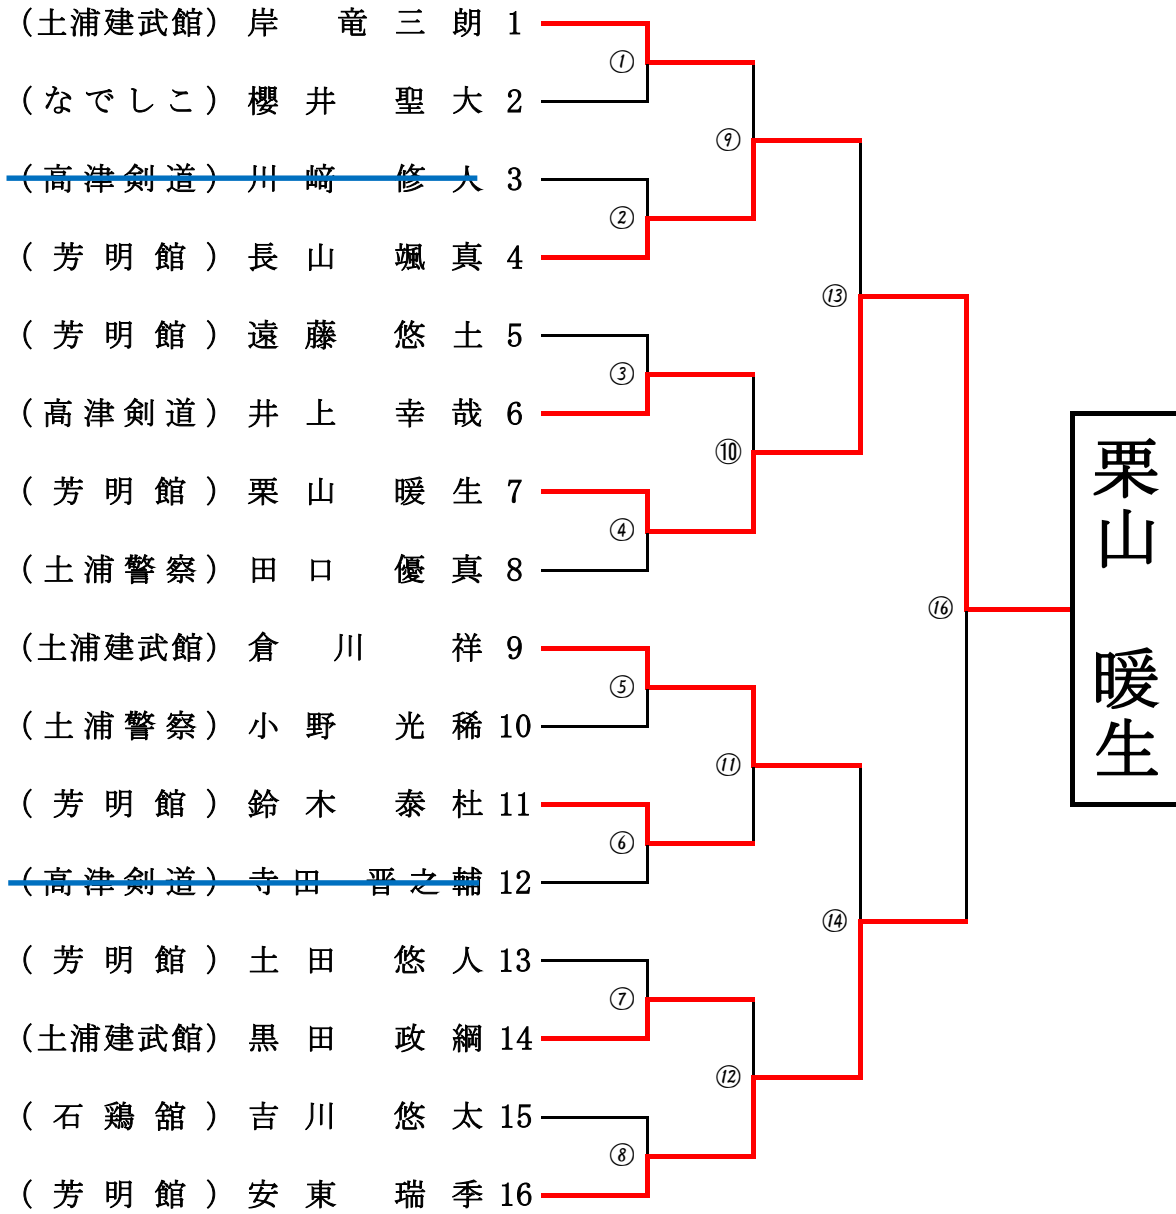 (土浦建武館) 岸 竜三朗 1
(なでしこ) 櫻井 聖大 2
(高津剣道) 川﨑 修人 3
(芳明館) 長山 颯真 4
(芳明館) 遠藤 悠土 5
(高津剣道) 井上 幸哉 6
(芳明館) 栗山 暖生 7
(土浦警察) 田口 優真 8
(土浦建武館) 倉川 祥 9
(土浦警察) 小野 光稀 10
(芳明館) 鈴木 泰杜 11
(高津剣道) 寺田 晋之輔 12
(芳明館) 土田 悠人 13
(土浦建武館) 黒田 政綱 14
(石鶏舘) 吉川 悠太 15
(芳明館) 安東 瑞季 16
①
②
③
④
⑤
⑥
⑦
⑧
⑨
⑩
⑪
⑫
⑬
⑭
⑯
栗山 暖生